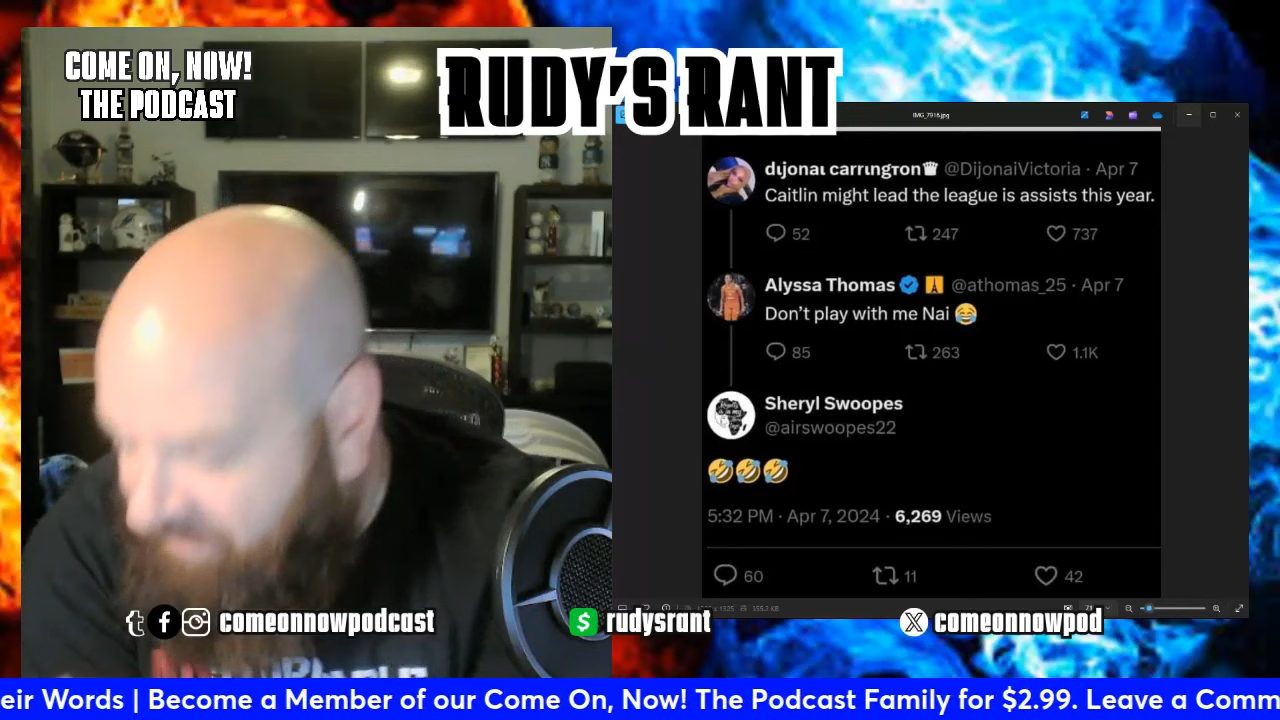 COME ON, NOW!
THE PODCAST
RUDY'S RANT
IMG_7916.jpg
dιjonaι carrιngтon @DijonaiVictoria · Apr 7
Caitlin might lead the league is assists this year.
52 247 737
Alyssa Thomas @athomas_25 · Apr 7
Don't play with me Nai 😂
85 263 1.1K
Sheryl Swoopes
@airswoopes22
🤣🤣🤣
5:32 PM · Apr 7, 2024 · 6,269 Views
60 11 42
comeonnowpodcast rudysrant comeonnowpod
eir Words | Become a Member of our Come On, Now! The Podcast Family for $2.99. Leave a Comm